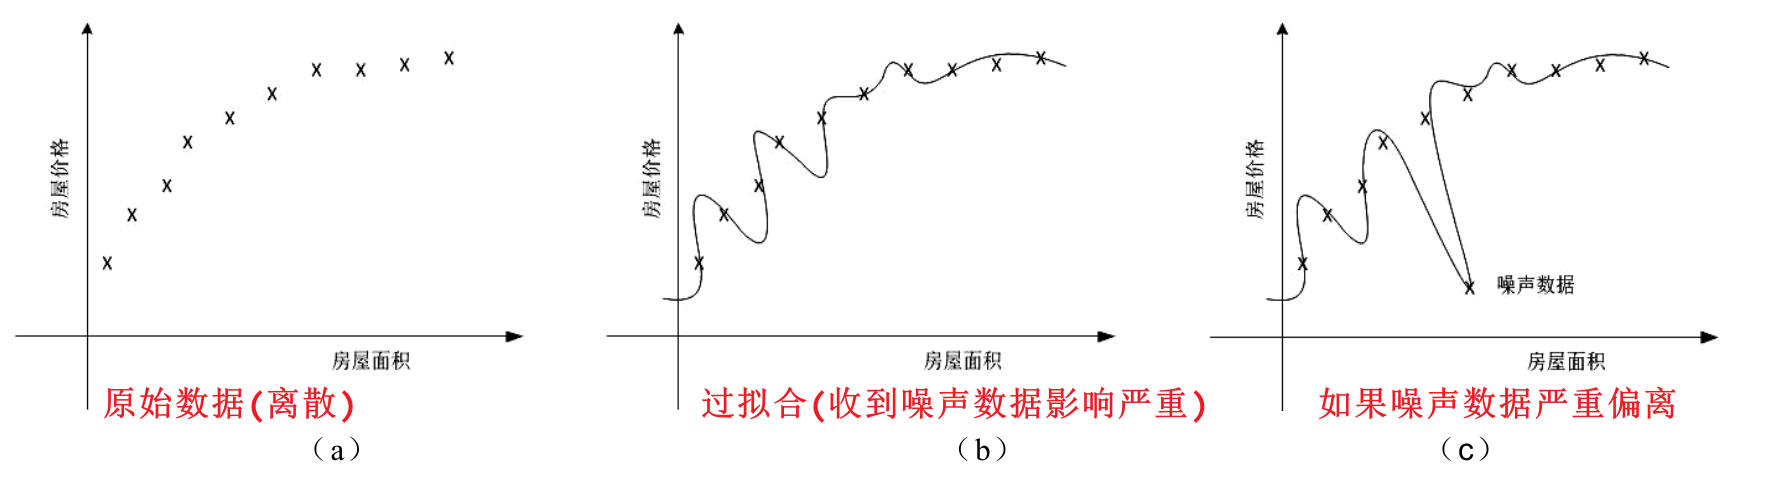 房屋价格
房屋面积
原始数据(离散)
（a）
房屋价格
房屋面积
过拟合(收到噪声数据影响严重)
（b）
房屋价格
噪声数据
房屋面积
如果噪声数据严重偏离
（c）